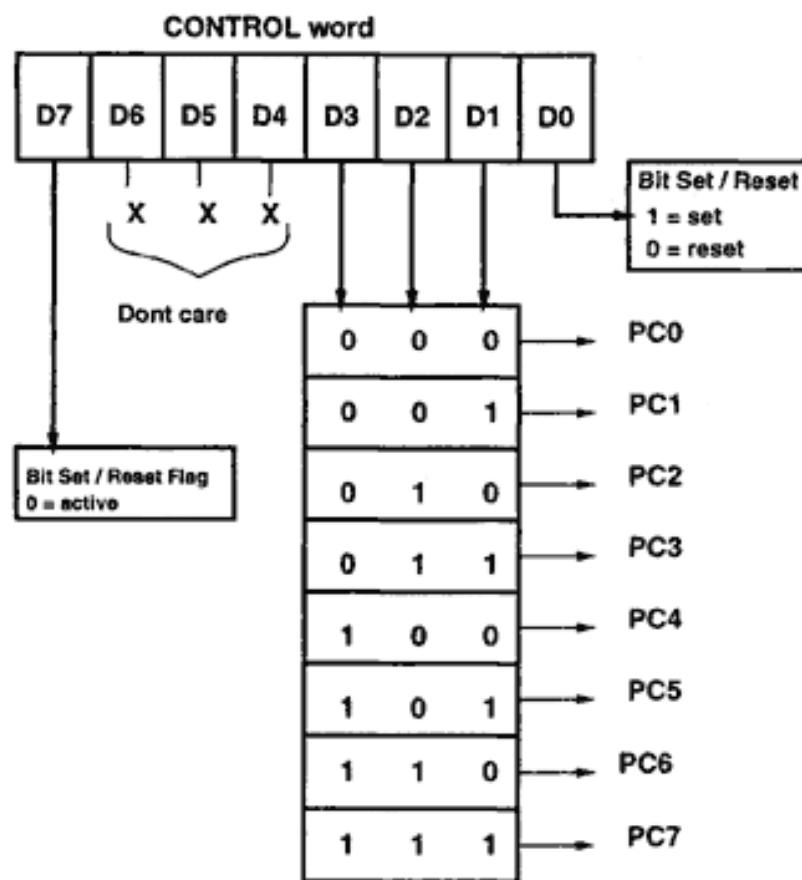 CONTROL word
D7 D6 D5 D4 D3 D2 D1 D0
Bit Set / Reset
1 = set
0 = reset
X X X
Dont care
0 0 0 PC0
0 0 1 PC1
Bit Set / Reset Flag
0 = active
0 1 0 PC2
0 1 1 PC3
1 0 0 PC4
1 0 1 PC5
1 1 0 PC6
1 1 1 PC7